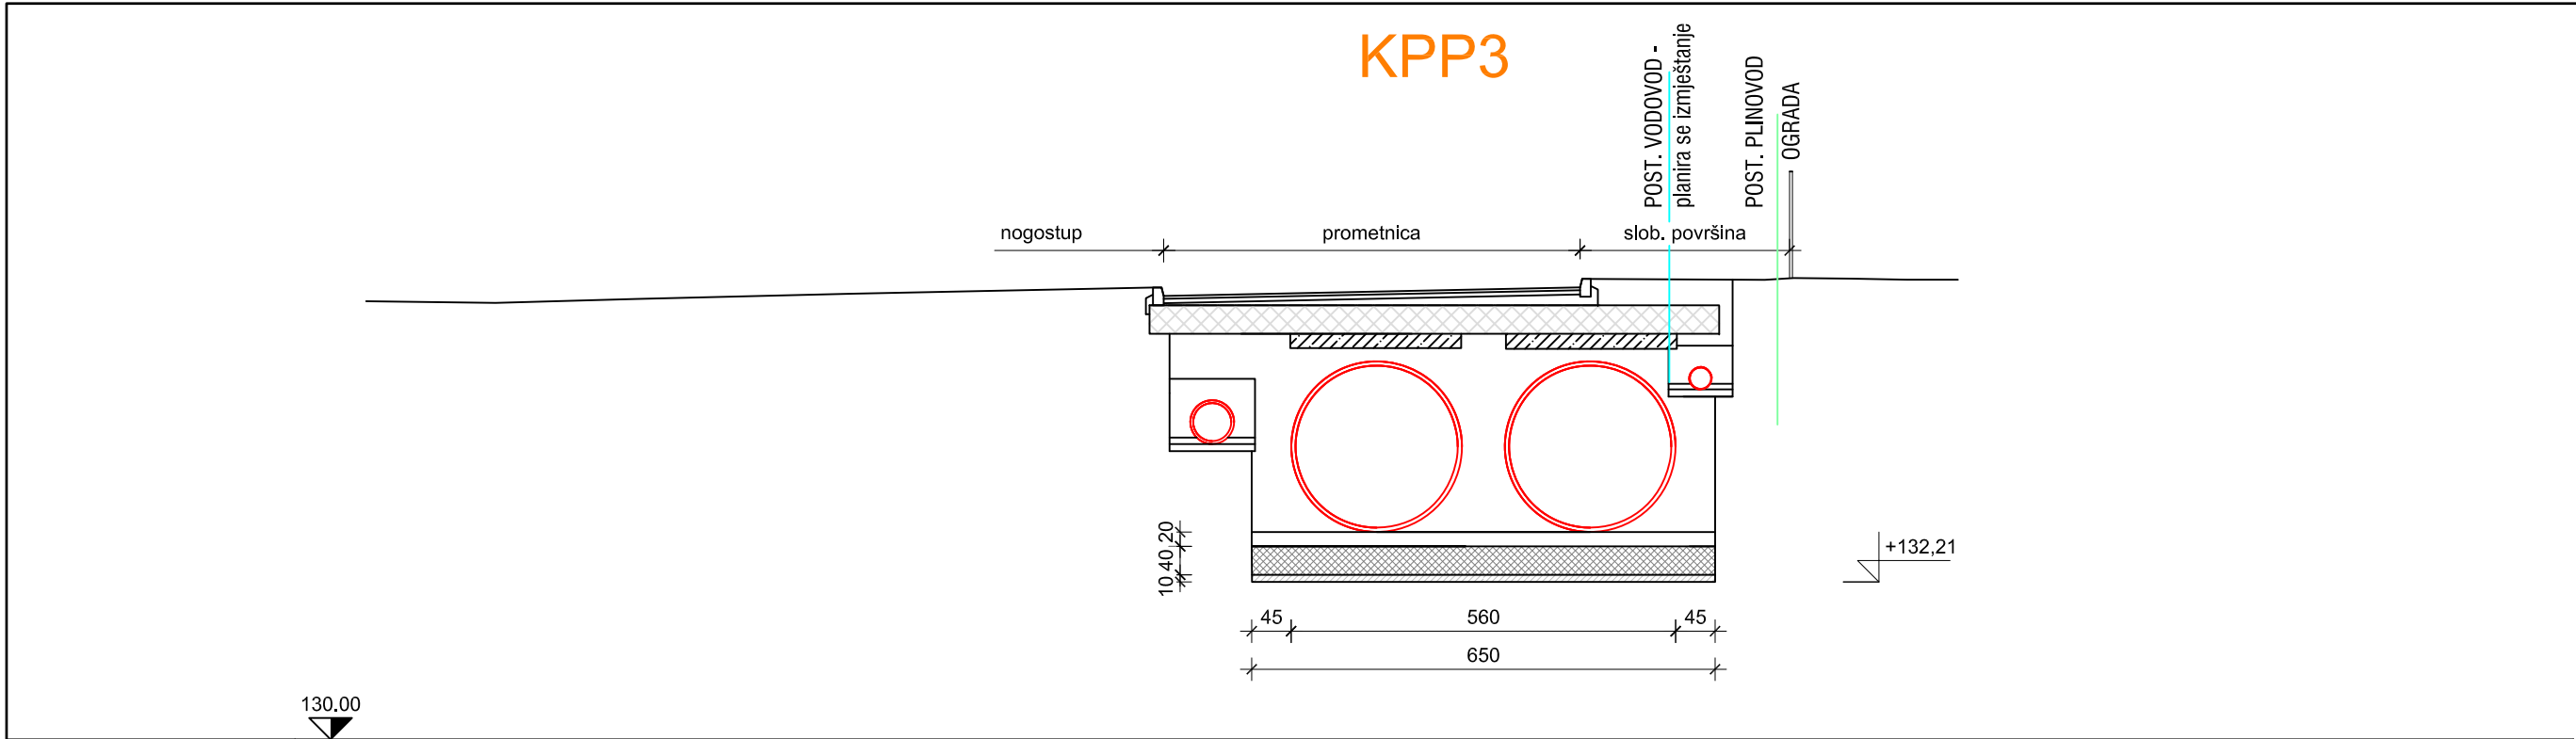 KPP3
POST. VODOVOD -
planira se izmještanje
POST. PLINOVOD
OGRADA
nogostup
prometnica
slob. površina
20
40
10
+132,21
45
560
45
650
130.00